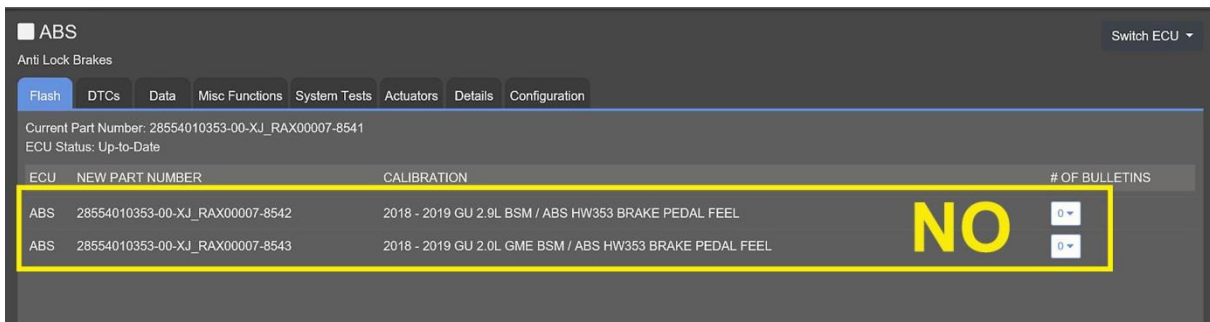 ABS
Switch ECU
Anti Lock Brakes
Flash DTCs Data Misc Functions System Tests Actuators Details Configuration
Current Part Number: 28554010353-00-XJ_RAX00007-8541
ECU Status: Up-to-Date
ECU NEW PART NUMBER CALIBRATION # OF BULLETINS
ABS 28554010353-00-XJ_RAX00007-8542 2018 - 2019 GU 2.9L BSM / ABS HW353 BRAKE PEDAL FEEL 0
ABS 28554010353-00-XJ_RAX00007-8543 2018 - 2019 GU 2.0L GME BSM / ABS HW353 BRAKE PEDAL FEEL 0
NO